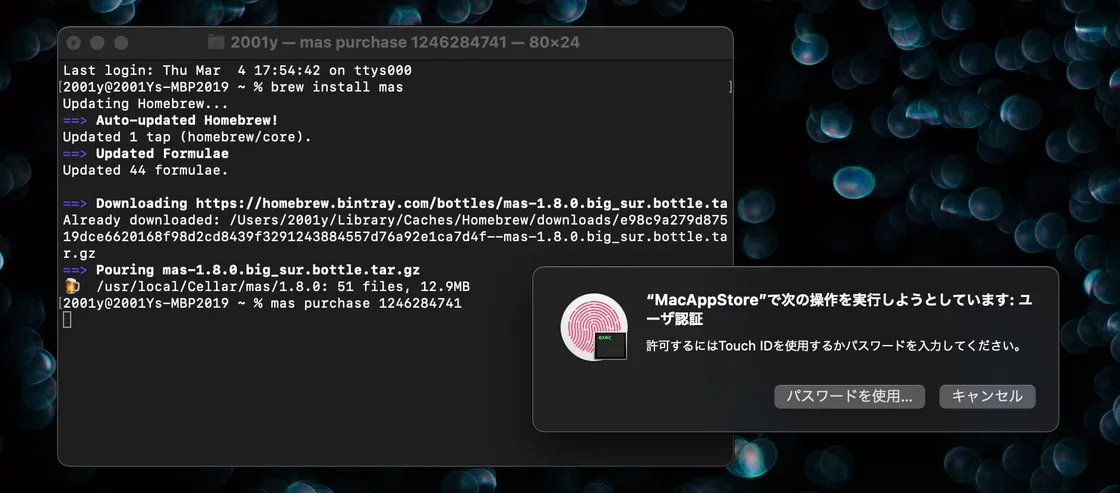 2001y — mas purchase 1246284741 — 80×24
Last login: Thu Mar  4 17:54:42 on ttys000
[2001y@2001Ys-MBP2019 ~ % brew install mas ]
Updating Homebrew...
==> Auto-updated Homebrew!
Updated 1 tap (homebrew/core).
==> Updated Formulae
Updated 44 formulae.
==> Downloading https://homebrew.bintray.com/bottles/mas-1.8.0.big_sur.bottle.ta
Already downloaded: /Users/2001y/Library/Caches/Homebrew/downloads/e98c9a279d875
19dce6620168f98d2cd8439f3291243884557d76a92e1ca7d4f--mas-1.8.0.big_sur.bottle.ta
r.gz
==> Pouring mas-1.8.0.big_sur.bottle.tar.gz
🍺  /usr/local/Cellar/mas/1.8.0: 51 files, 12.9MB
[2001y@2001Ys-MBP2019 ~ % mas purchase 1246284741
exec
“MacAppStore”で次の操作を実行しようとしています: ユ
ーザ認証
許可するにはTouch IDを使用するかパスワードを入力してください。
パスワードを使用...
キャンセル